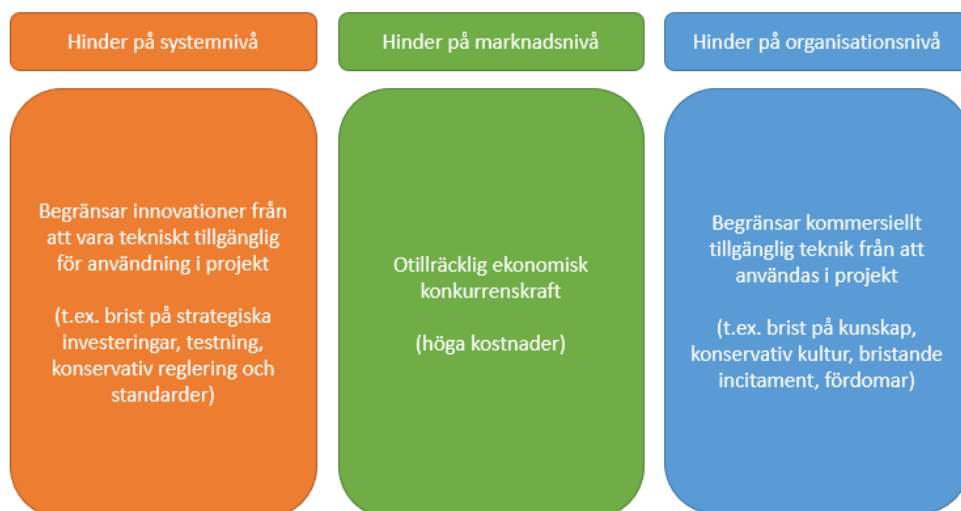 Hinder på systemnivå
Hinder på marknadsnivå
Hinder på organisationsnivå
Begränsar innovationer från
att vara tekniskt tillgänglig
för användning i projekt
(t.ex. brist på strategiska
investeringar, testning,
konservativ reglering och
standarder)
Otillräcklig ekonomisk
konkurrenskraft
(höga kostnader)
Begränsar kommersiellt
tillgänglig teknik från att
användas i projekt
(t.ex. brist på kunskap,
konservativ kultur, bristande
incitament, fördomar)